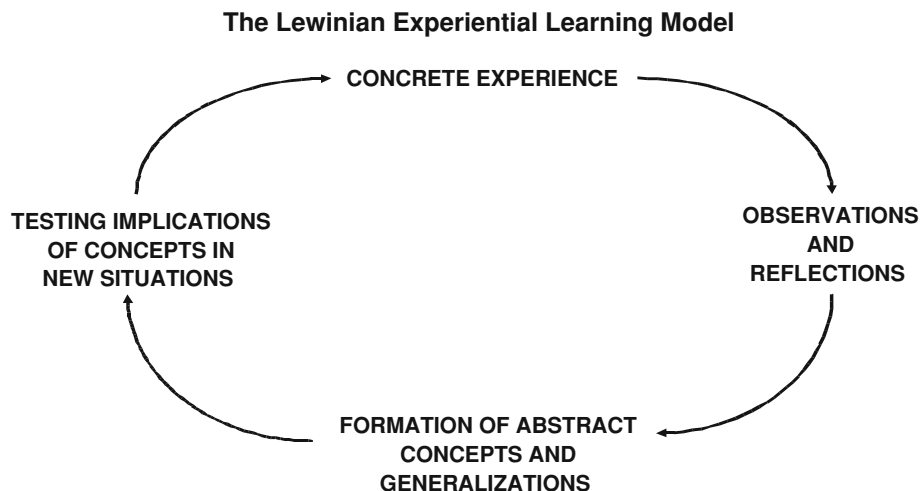 The Lewinian Experiential Learning Model
CONCRETE EXPERIENCE
OBSERVATIONS
AND
REFLECTIONS
FORMATION OF ABSTRACT
CONCEPTS AND
GENERALIZATIONS
TESTING IMPLICATIONS
OF CONCEPTS IN
NEW SITUATIONS